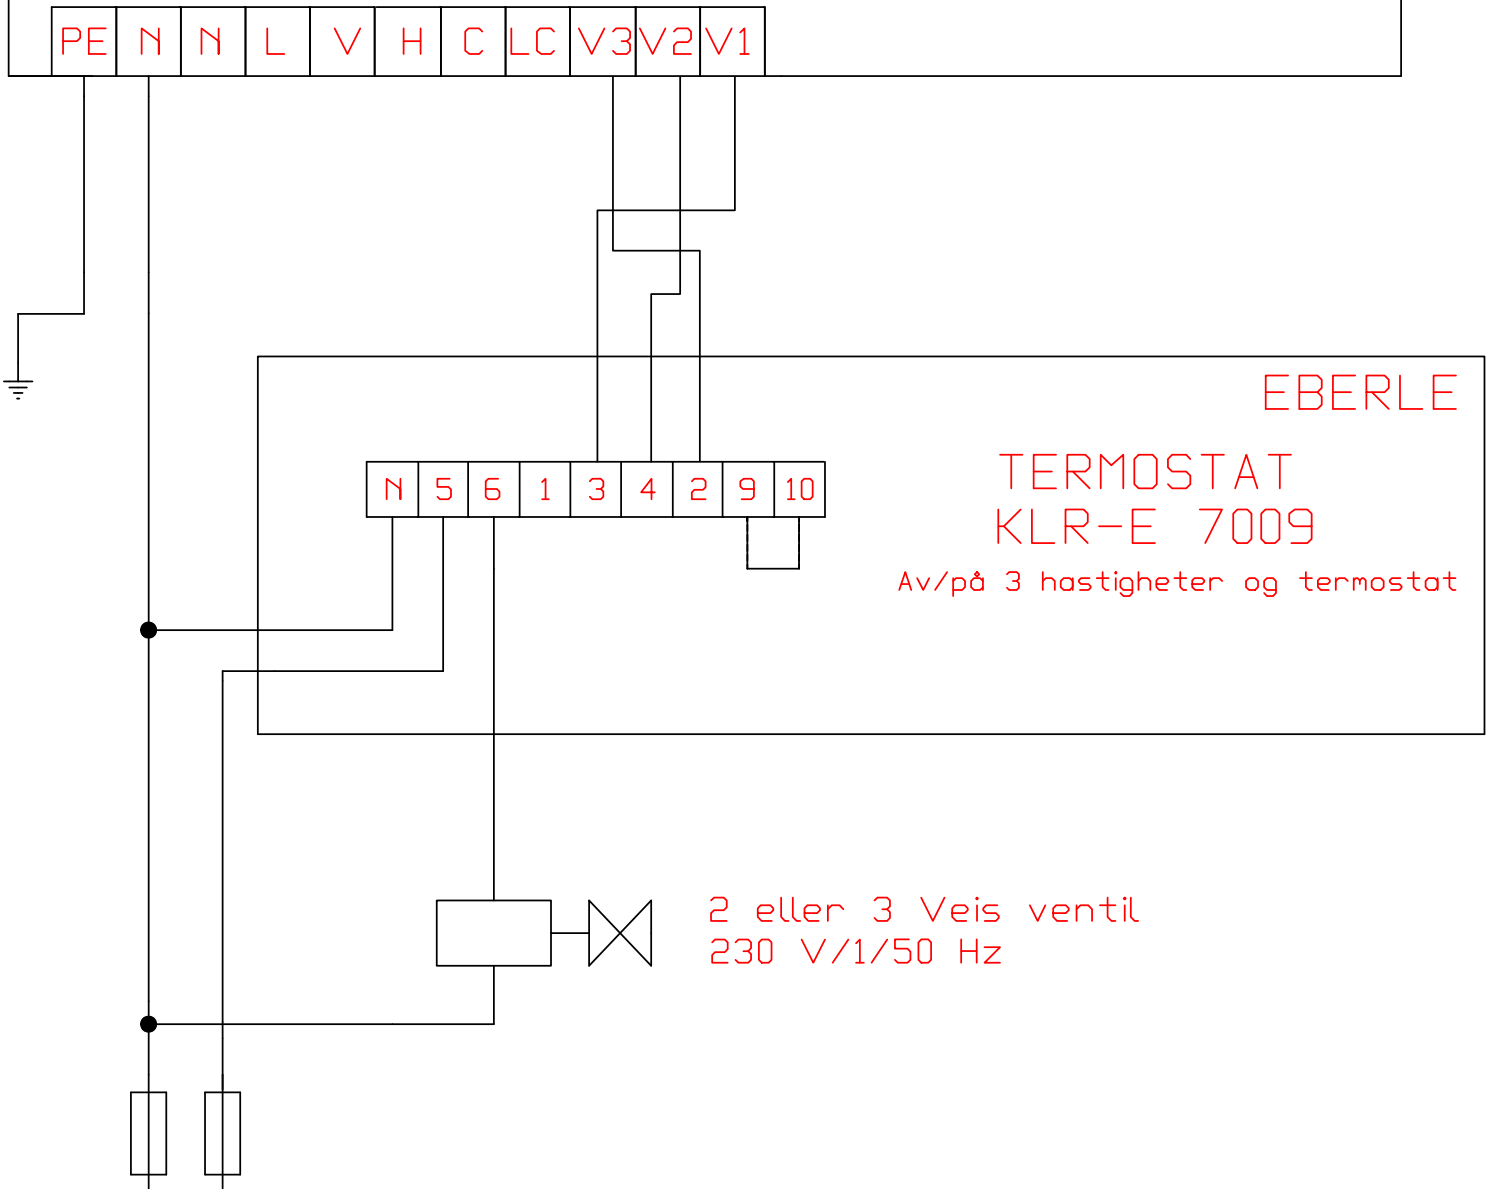 PE N N L V H C LC V3 V2 V1
EBERLE
TERMOSTAT
KLR-E 7009
N 5 6 1 3 4 2 9 10
Av/på 3 hastigheter og termostat
2 eller 3 Veis ventil
230 V/1/50 Hz